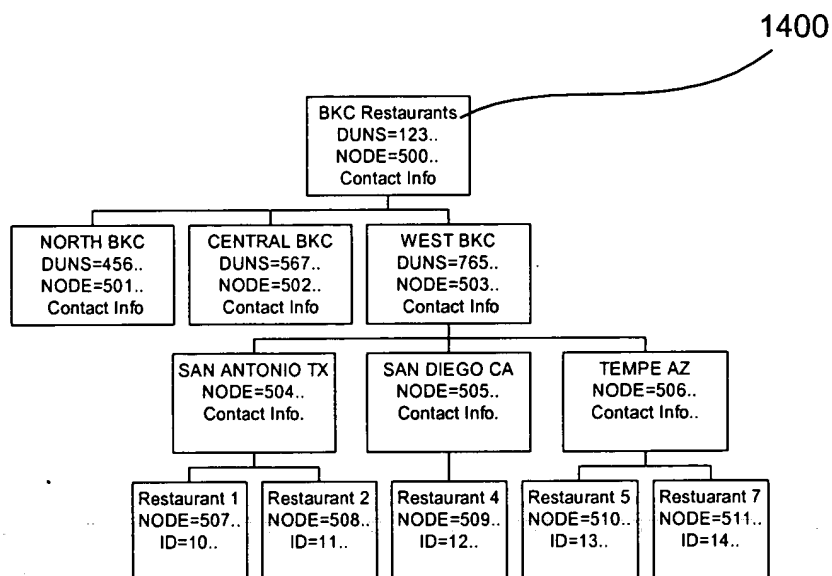 1400
BKC Restaurants
DUNS=123..
NODE=500..
Contact Info
NORTH BKC
DUNS=456..
NODE=501..
Contact Info
CENTRAL BKC
DUNS=567..
NODE=502..
Contact Info
WEST BKC
DUNS=765..
NODE=503..
Contact Info
SAN ANTONIO TX
NODE=504..
Contact Info.
SAN DIEGO CA
NODE=505..
Contact Info.
TEMPE AZ
NODE=506..
Contact Info..
Restaurant 1
NODE=507..
ID=10..
Restaurant 2
NODE=508..
ID=11..
Restaurant 4
NODE=509..
ID=12..
Restaurant 5
NODE=510..
ID=13..
Restuarant 7
NODE=511..
ID=14..